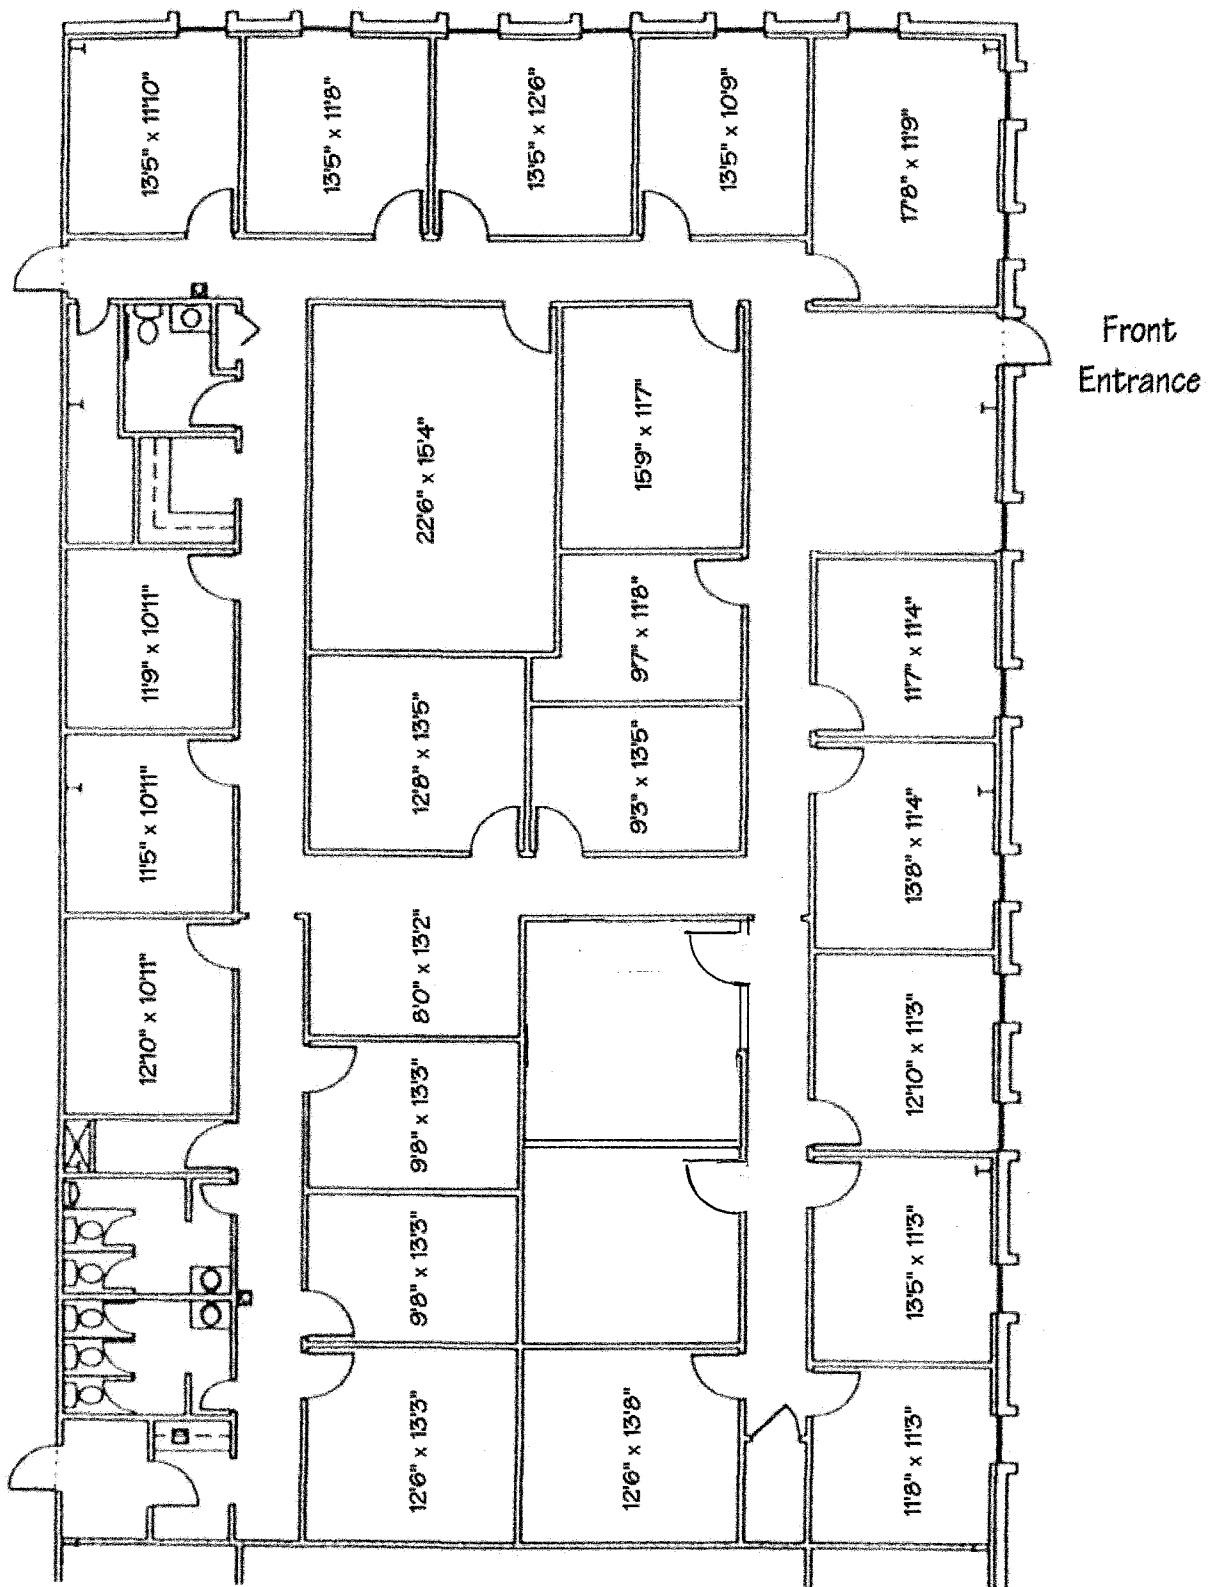 13'5" x 11'10"
13'5" x 11'8"
13'5" x 12'6"
13'5" x 10'9"
17'8" x 11'9"
Front
Entrance
22'6" x 15'4"
15'9" x 11'7"
11'9" x 10'11"
9'7" x 11'8"
11'7" x 11'4"
11'5" x 10'11"
12'8" x 13'5"
9'3" x 13'5"
13'8" x 11'4"
12'10" x 10'11"
8'0" x 13'2"
12'10" x 11'3"
9'8" x 13'3"
9'8" x 13'3"
13'5" x 11'3"
12'6" x 13'3"
12'6" x 13'8"
11'8" x 11'3"